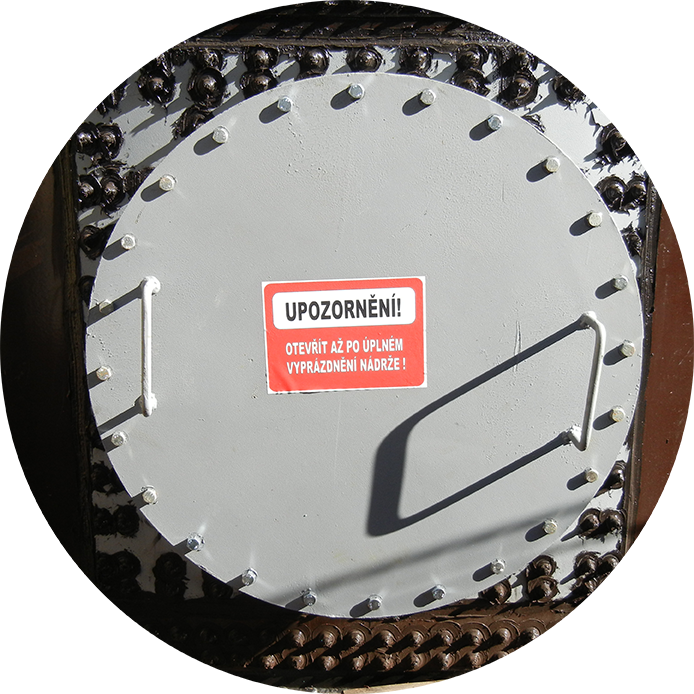 UPOZORNĚNÍ!
OTEVŘÍT AŽ PO ÚPLNÉM
VYPRÁZDNĚNÍ NÁDRŽE !